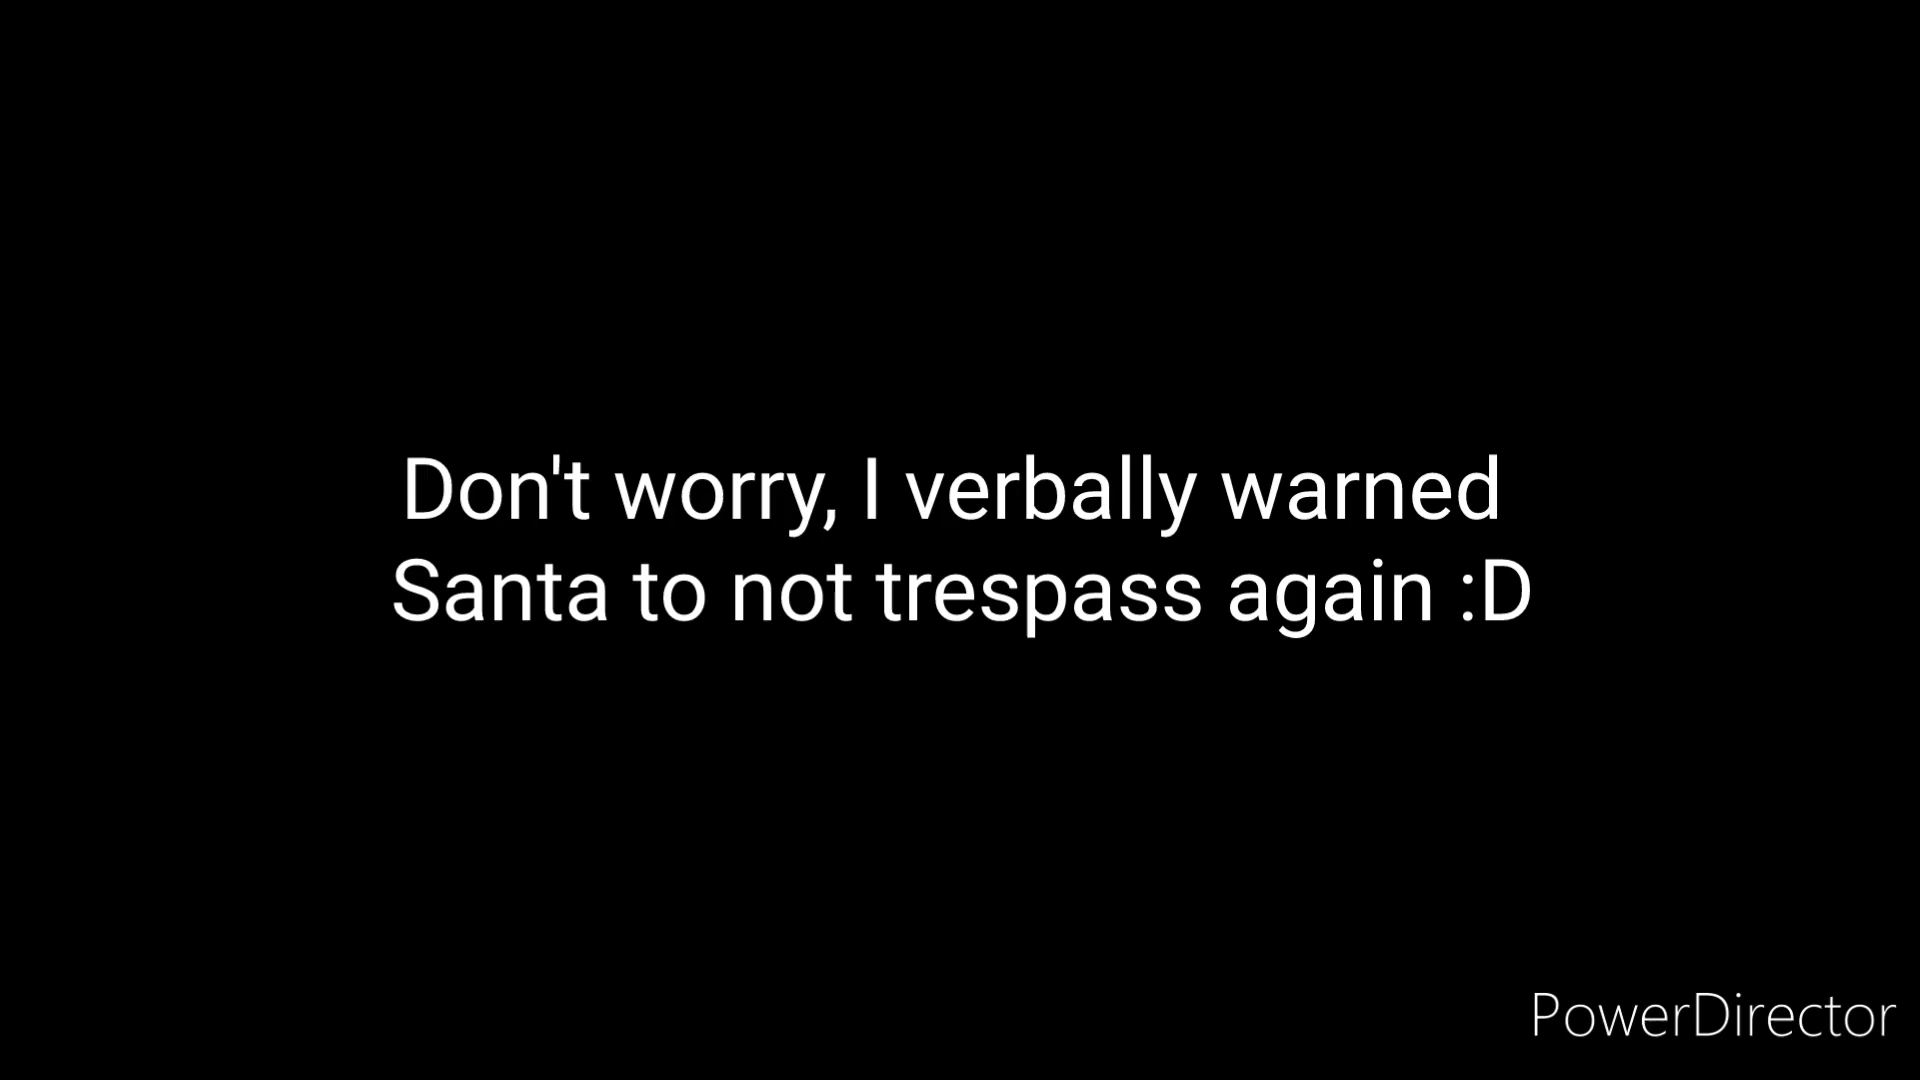 Don't worry, I verbally warned
Santa to not trespass again :D
PowerDirector